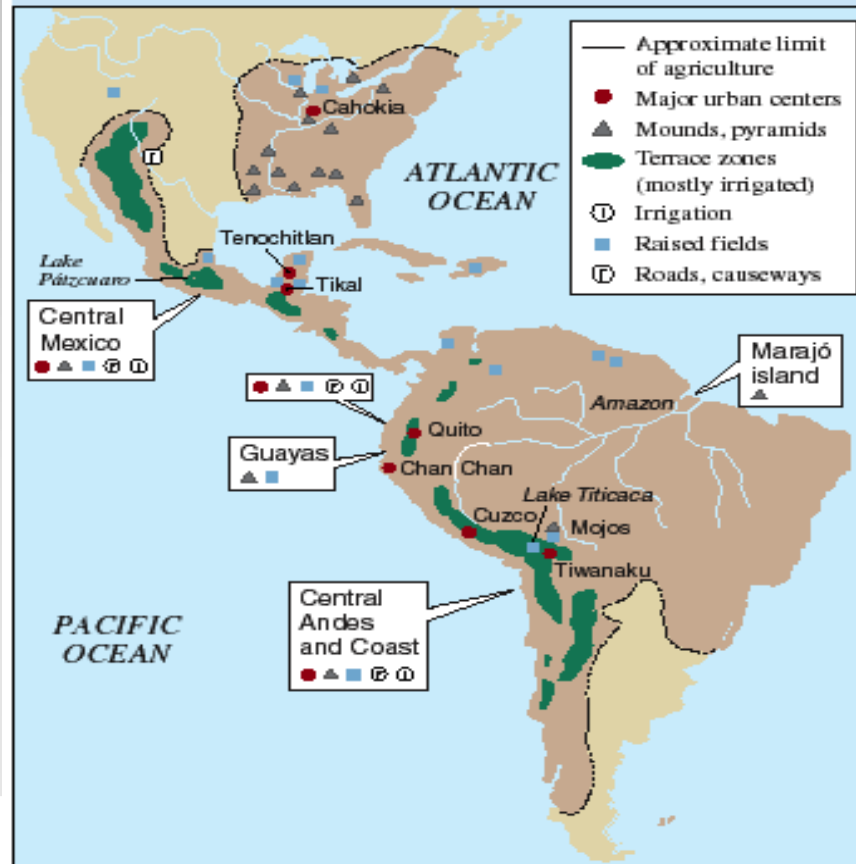 Approximate limit
of agriculture
Major urban centers
Mounds, pyramids
Terrace zones
(mostly irrigated)
Irrigation
Raised fields
Roads, causeways
Cahokia
ATLANTIC
OCEAN
r
Tenochitlan
Lake
Pátzcuaro
Tikal
Central
Mexico
r I
Marajó
island
r I
Amazon
Quito
Guayas
Chan Chan
Lake Titicaca
Cuzco
Mojos
Tiwanaku
Central
Andes
and Coast
r I
PACIFIC
OCEAN